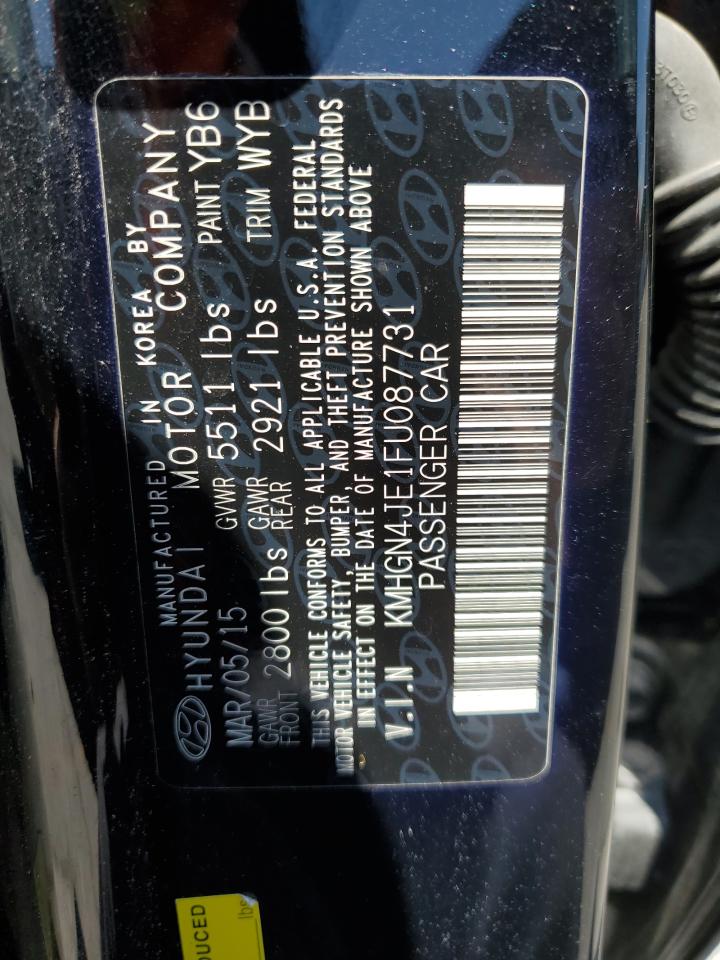 MANUFACTURED IN KOREA BY
HYUNDAI MOTOR COMPANY
MAR/05/15 GVWR 5511 lbs PAINT YB6
GAWR FRONT 2800 lbs GAWR REAR 2921 lbs TRIM WYB
THIS VEHICLE CONFORMS TO ALL APPLICABLE U.S.A. FEDERAL
MOTOR VEHICLE SAFETY, BUMPER, AND THEFT PREVENTION STANDARDS
IN EFFECT ON THE DATE OF MANUFACTURE SHOWN ABOVE
V.I.N KMHGN4JE1FU087731
PASSENGER CAR
DUCED
lbs